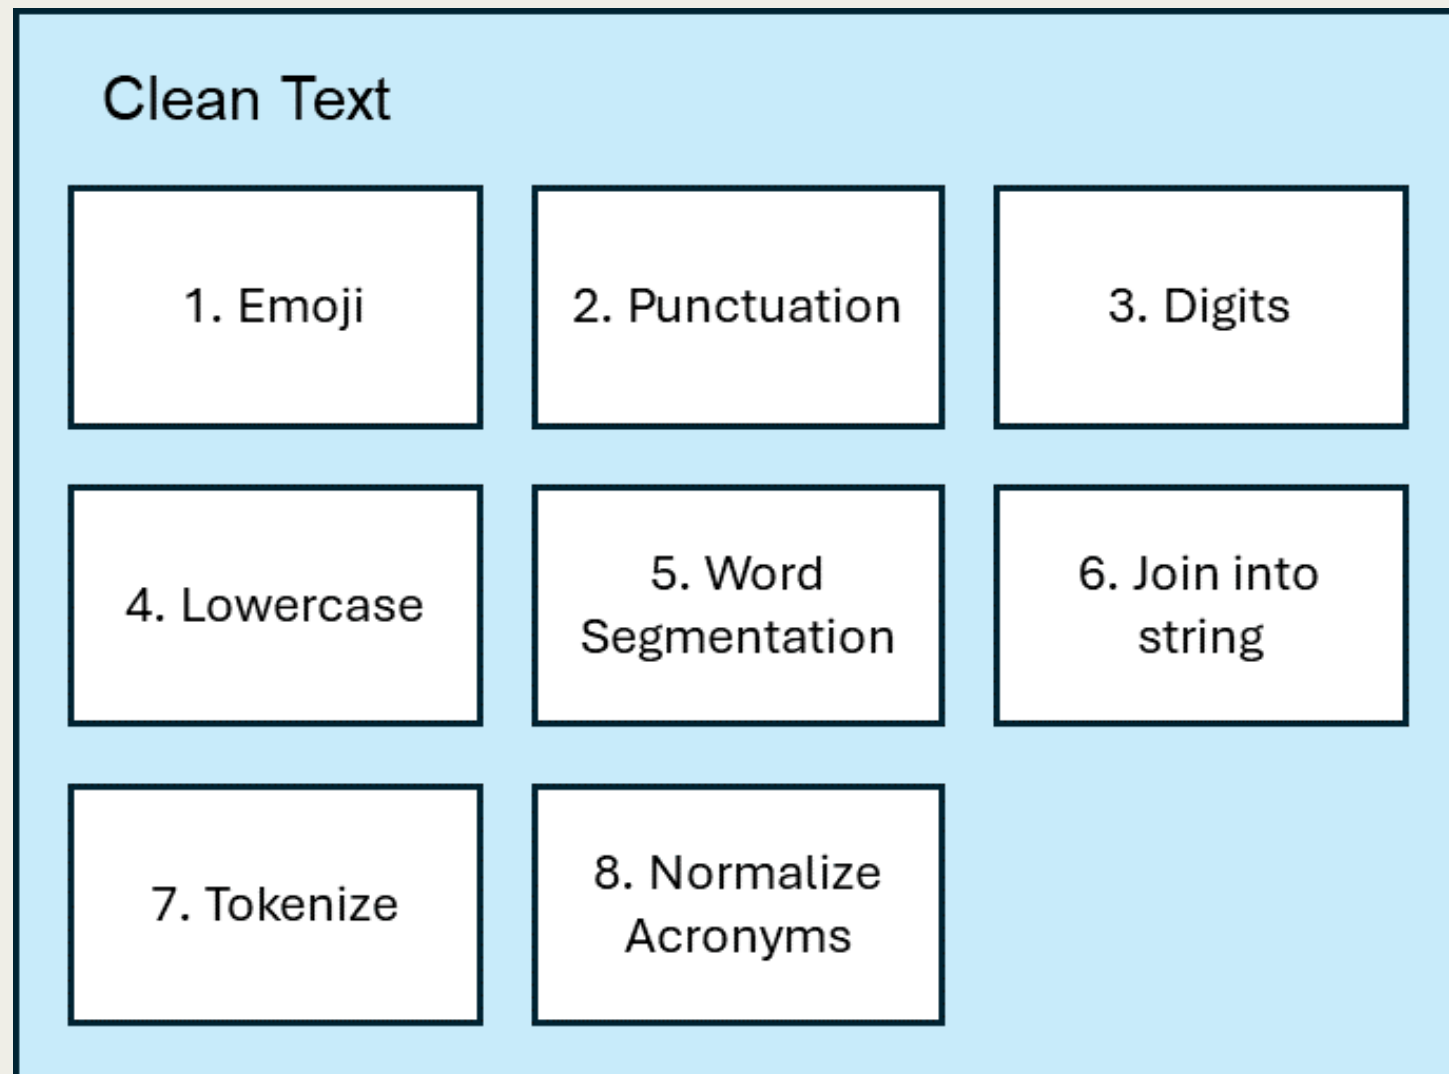 Clean Text
1. Emoji
2. Punctuation
3. Digits
4. Lowercase
5. Word
Segmentation
6. Join into
string
7. Tokenize
8. Normalize
Acronyms